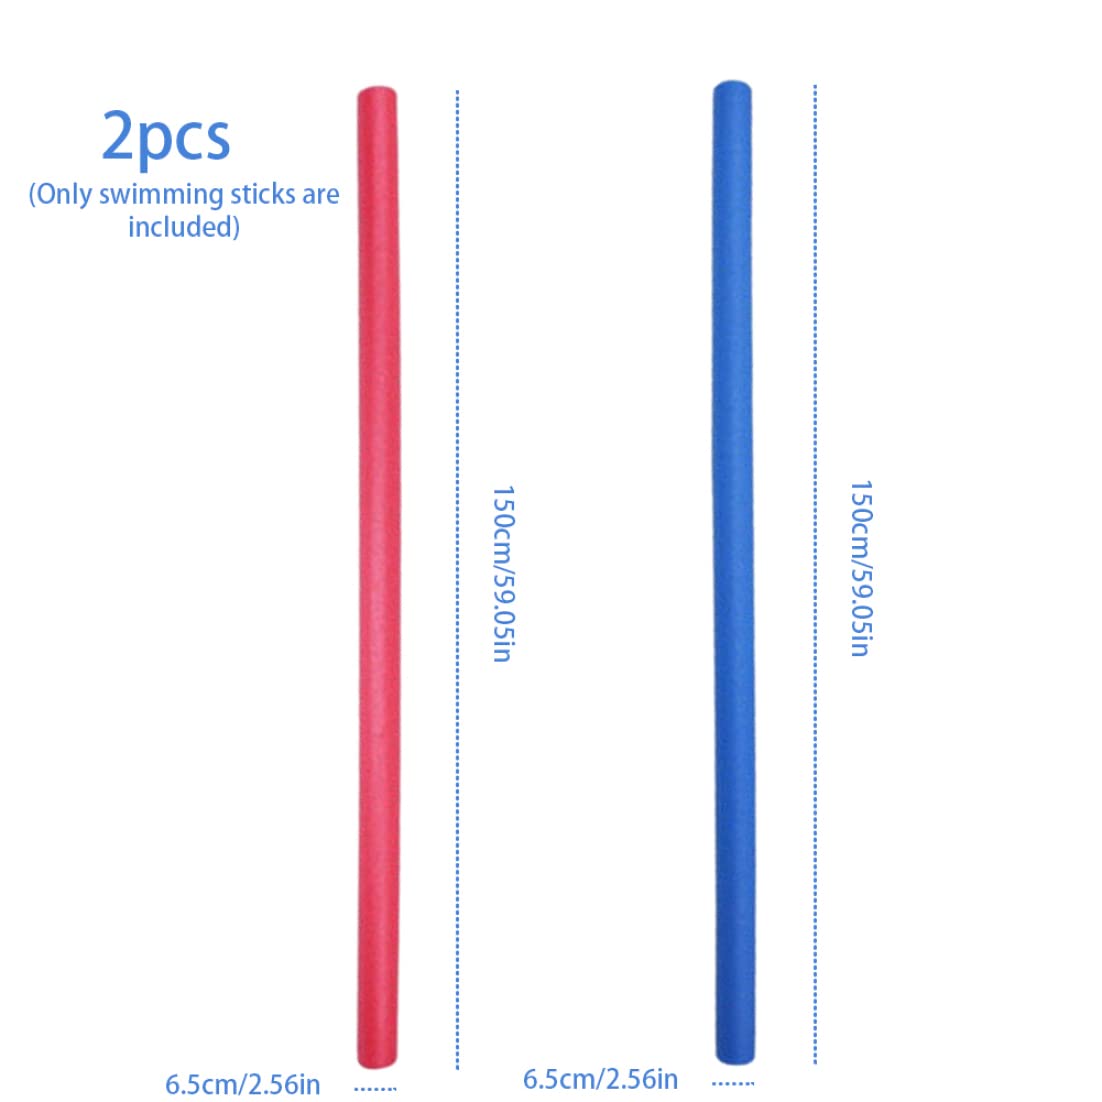 2pcs
(Only swimming sticks are
included)
150cm/59.05in
150cm/59.05in
6.5cm/2.56in
6.5cm/2.56in